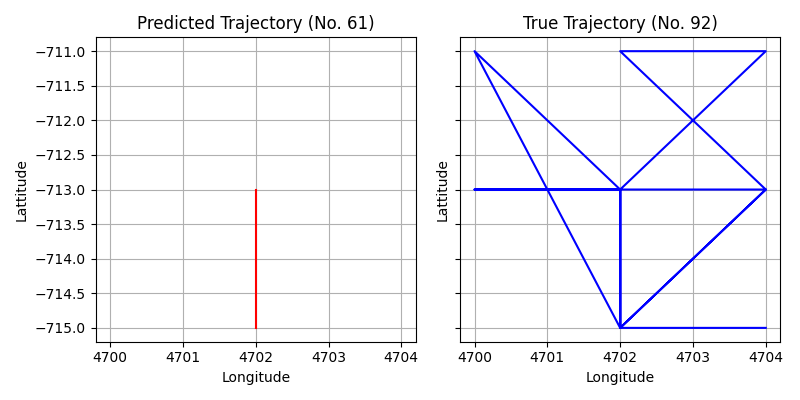 Predicted Trajectory (No. 61)
True Trajectory (No. 92)
−711.0
−711.5
−712.0
−712.5
−713.0
−713.5
−714.0
−714.5
−715.0
Lattitude
Lattitude
4700 4701 4702 4703 4704
4700 4701 4702 4703 4704
Longitude
Longitude